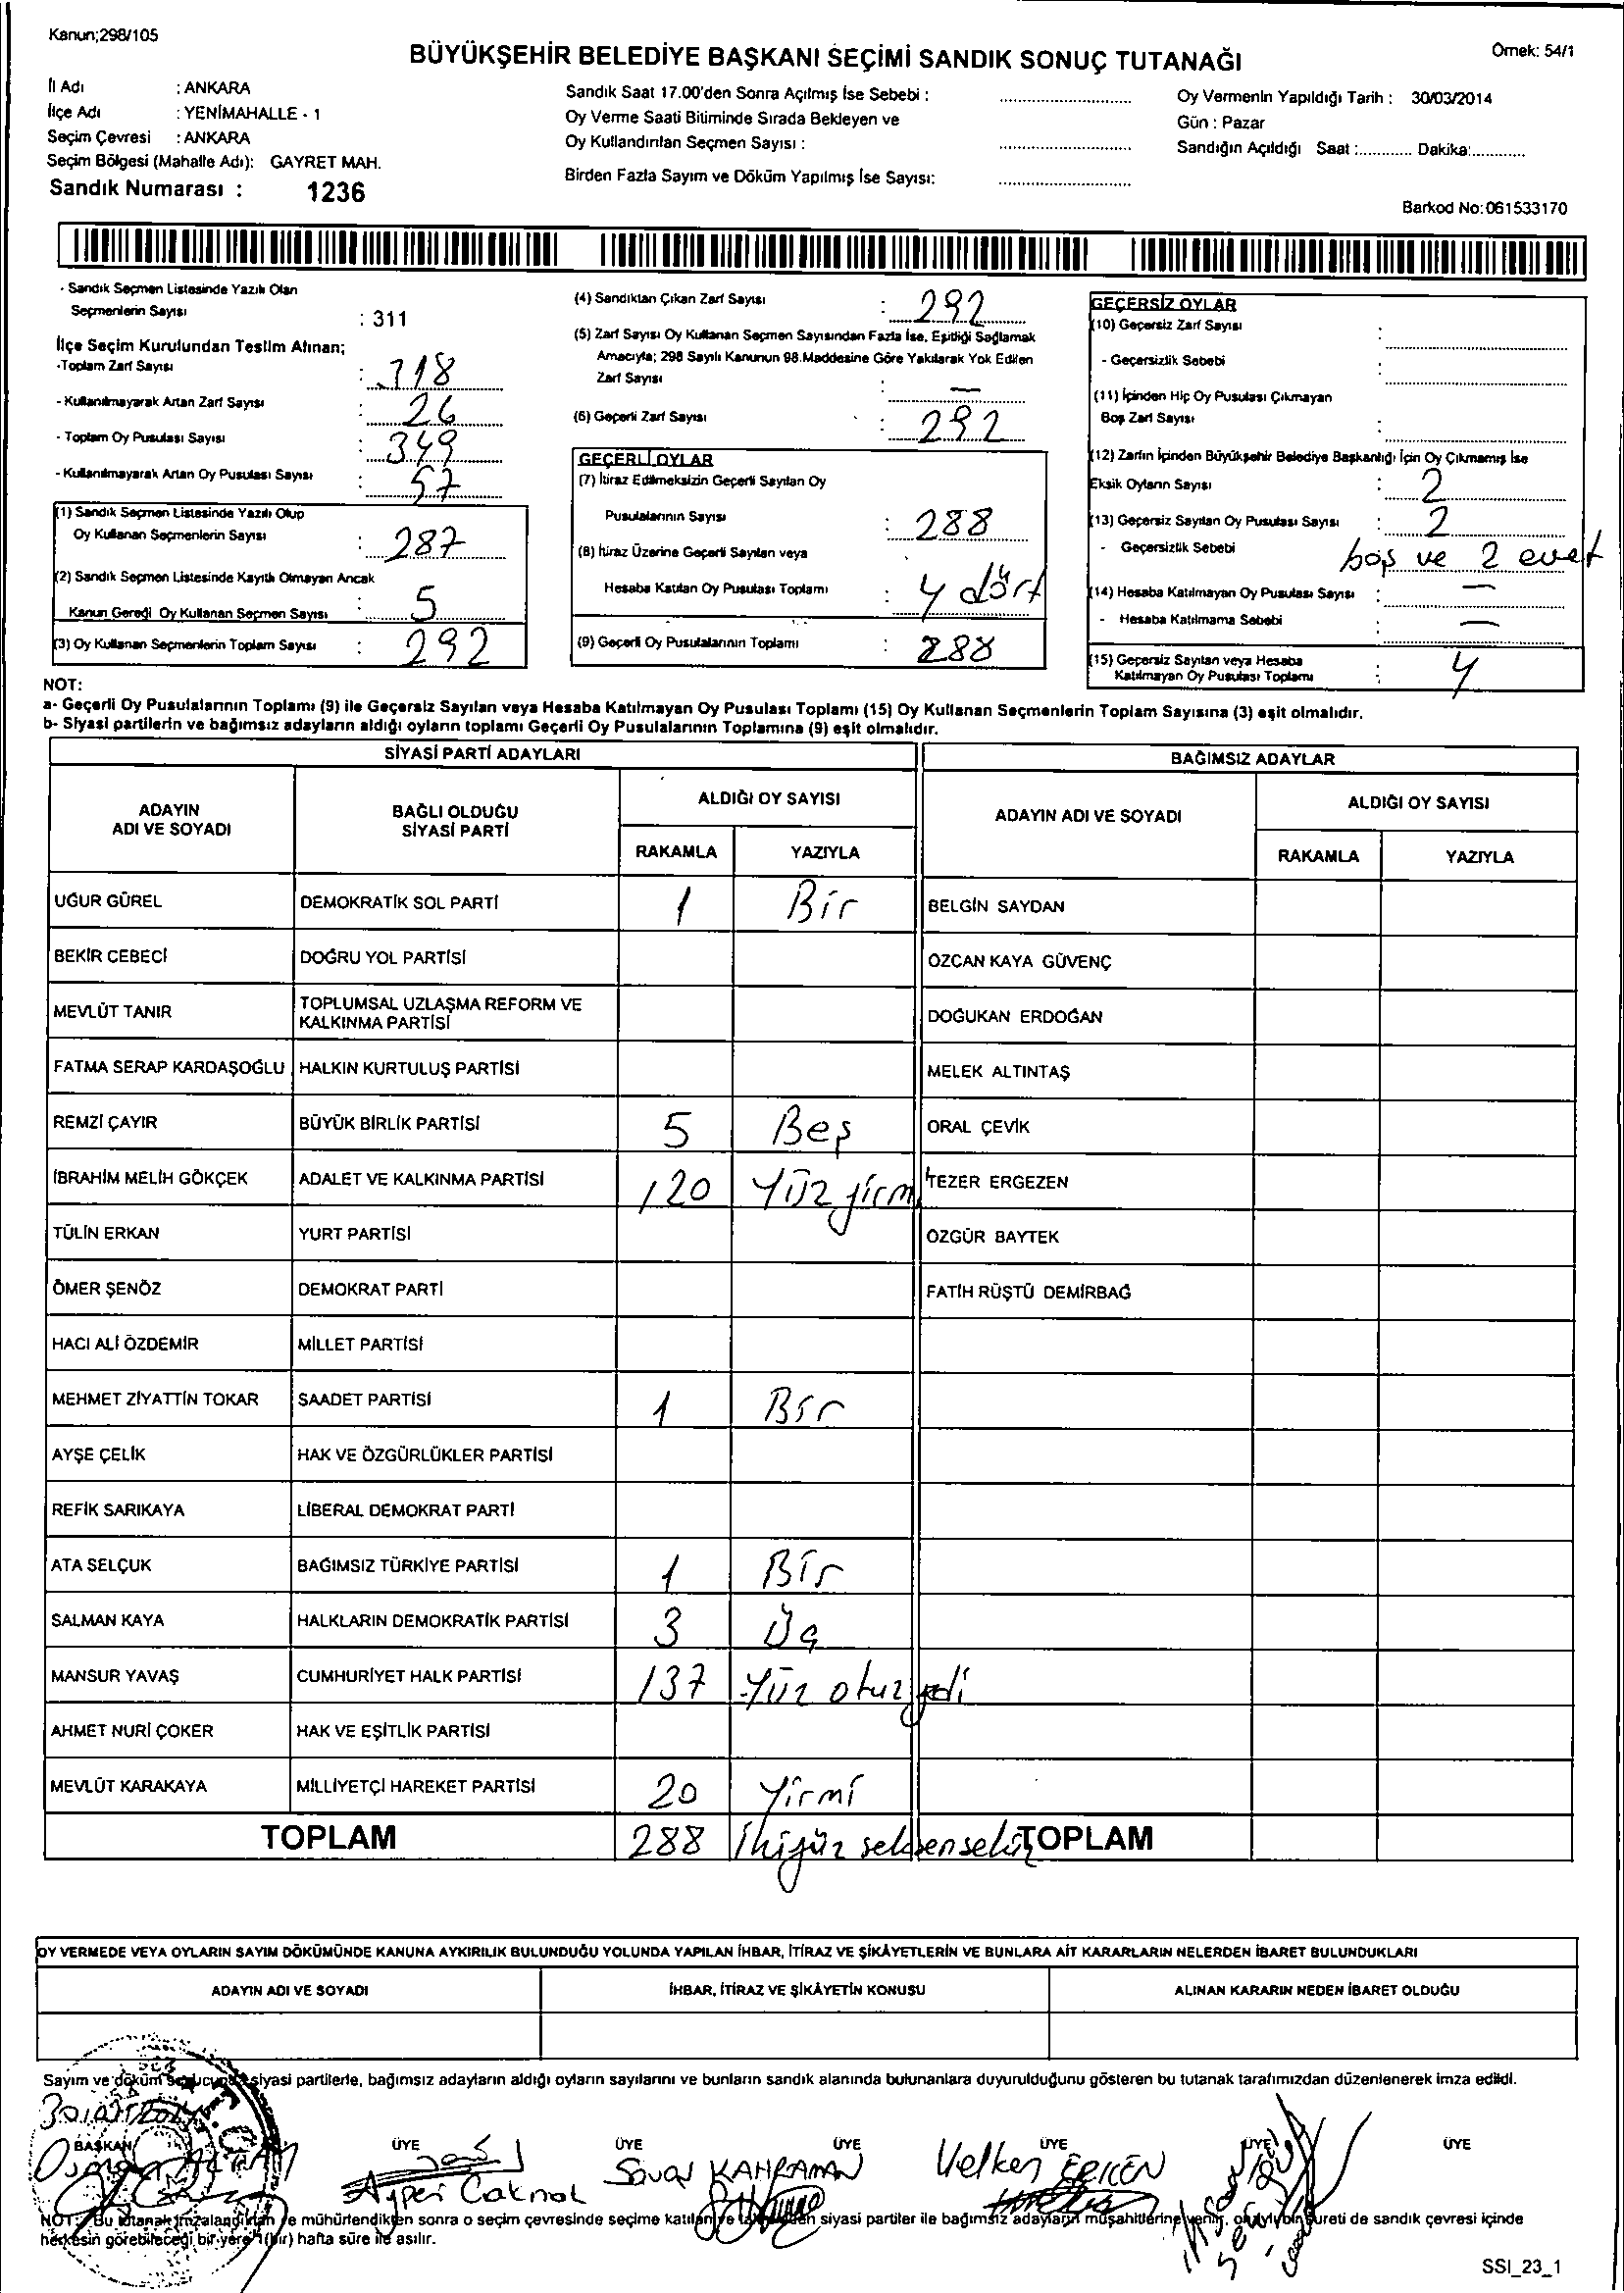 Kanun;298/105
BÜYÜKŞEHİR BELEDİYE BAŞKANI SEÇİMİ SANDIK SONUÇ TUTANAĞI
Örnek: 54/1
İl Adı : ANKARA
İlçe Adı : YENİMAHALLE - 1
Seçim Çevresi : ANKARA
Seçim Bölgesi (Mahalle Adı): GAYRET MAH.
Sandık Numarası : 1236
Sandık Saat 17.00'den Sonra Açılmış İse Sebebi :
Oy Verme Saati Bitiminde Sırada Bekleyen ve
Oy Kullandırılan Seçmen Sayısı :
Birden Fazla Sayım ve Döküm Yapılmış İse Sayısı:
Oy Vermenin Yapıldığı Tarih : 30/03/2014
Gün : Pazar
Sandığın Açıldığı Saat :............ Dakika:............
Barkod No:061533170
- Sandık Seçmen Listesinde Yazılı Olan
Seçmenlerin Sayısı : 311
İlçe Seçim Kurulundan Teslim Alınan;
-Toplam Zarf Sayısı : 318
- Kullanılmayarak Artan Zarf Sayısı : 26
- Toplam Oy Pusulası Sayısı : 349
- Kullanılmayarak Artan Oy Pusulası Sayısı : 57
(1) Sandık Seçmen Listesinde Yazılı Olup
Oy Kullanan Seçmenlerin Sayısı : 287
(2) Sandık Seçmen Listesinde Kayıtlı Olmayan Ancak
Kanun Gereği Oy Kullanan Seçmen Sayısı : 5
(3) Oy Kullanan Seçmenlerin Toplam Sayısı : 292
(4) Sandıktan Çıkan Zarf Sayısı : 292
(5) Zarf Sayısı Oy Kullanan Seçmen Sayısından Fazla İse, Eşitliği Sağlamak
Amacıyla; 298 Sayılı Kanunun 98.Maddesine Göre Yakılarak Yok Edilen
Zarf Sayısı : —
(6) Geçerli Zarf Sayısı : 292
GEÇERLİ OYLAR
(7) İtiraz Edilmeksizin Geçerli Sayılan Oy
Pusulalarının Sayısı : 288
(8) İtiraz Üzerine Geçerli Sayılan veya
Hesaba Katılan Oy Pusulası Toplamı : 4 dört
(9) Geçerli Oy Pusulalarının Toplamı : 288
GEÇERSİZ OYLAR
(10) Geçersiz Zarf Sayısı :
- Geçersizlik Sebebi :
(11) İçinden Hiç Oy Pusulası Çıkmayan
Boş Zarf Sayısı :
(12) Zarfın İçinden Büyükşehir Belediye Başkanlığı İçin Oy Çıkmamış İse
Eksik Oyların Sayısı : 2
(13) Geçersiz Sayılan Oy Pusulası Sayısı : 2
- Geçersizlik Sebebi boş ve 2 evet
(14) Hesaba Katılmayan Oy Pusulası Sayısı : —
- Hesaba Katılmama Sebebi : —
(15) Geçersiz Sayılan veya Hesaba
Katılmayan Oy Pusulası Toplamı : 4
NOT:
a- Geçerli Oy Pusulalarının Toplamı (9) ile Geçersiz Sayılan veya Hesaba Katılmayan Oy Pusulası Toplamı (15) Oy Kullanan Seçmenlerin Toplam Sayısına (3) eşit olmalıdır.
b- Siyasi partilerin ve bağımsız adayların aldığı oyların toplamı Geçerli Oy Pusulalarının Toplamına (9) eşit olmalıdır.
SİYASİ PARTİ ADAYLARI BAĞIMSIZ ADAYLAR
ADAYIN ADI VE SOYADI BAĞLI OLDUĞU SİYASİ PARTİ ALDIĞI OY SAYISI ADAYIN ADI VE SOYADI ALDIĞI OY SAYISI
RAKAMLA YAZIYLA RAKAMLA YAZIYLA
UĞUR GÜREL DEMOKRATİK SOL PARTİ 1 Bir BELGİN SAYDAN
BEKİR CEBECİ DOĞRU YOL PARTİSİ ÖZCAN KAYA GÜVENÇ
MEVLÜT TANIR TOPLUMSAL UZLAŞMA REFORM VE KALKINMA PARTİSİ DOĞUKAN ERDOĞAN
FATMA SERAP KARDAŞOĞLU HALKIN KURTULUŞ PARTİSİ MELEK ALTINTAŞ
REMZİ ÇAYIR BÜYÜK BİRLİK PARTİSİ 5 Beş ORAL ÇEVİK
İBRAHİM MELİH GÖKÇEK ADALET VE KALKINMA PARTİSİ 120 Yüz yirmi TEZER ERGEZEN
TÜLİN ERKAN YURT PARTİSİ ÖZGÜR BAYTEK
ÖMER ŞENÖZ DEMOKRAT PARTİ FATİH RÜŞTÜ DEMİRBAĞ
HACI ALİ ÖZDEMİR MİLLET PARTİSİ
MEHMET ZİYATTİN TOKAR SAADET PARTİSİ 1 Bir
AYŞE ÇELİK HAK VE ÖZGÜRLÜKLER PARTİSİ
REFİK SARIKAYA LİBERAL DEMOKRAT PARTİ
ATA SELÇUK BAĞIMSIZ TÜRKİYE PARTİSİ 1 Bir
SALMAN KAYA HALKLARIN DEMOKRATİK PARTİSİ 3 Üç
MANSUR YAVAŞ CUMHURİYET HALK PARTİSİ 137 Yüz otuz yedi
AHMET NURİ ÇOKER HAK VE EŞİTLİK PARTİSİ
MEVLÜT KARAKAYA MİLLİYETÇİ HAREKET PARTİSİ 20 Yirmi
TOPLAM 288 İkiyüz seksensekiz TOPLAM
OY VERMEDE VEYA OYLARIN SAYIM DÖKÜMÜNDE KANUNA AYKIRILIK BULUNDUĞU YOLUNDA YAPILAN İHBAR, İTİRAZ VE ŞİKÂYETLERİN VE BUNLARA AİT KARARLARIN NELERDEN İBARET BULUNDUKLARI
ADAYIN ADI VE SOYADI İHBAR, İTİRAZ VE ŞİKÂYETİN KONUSU ALINAN KARARIN NEDEN İBARET OLDUĞU
Sayım ve döküm sonucunda siyasi partilerle, bağımsız adayların aldığı oyların sayılarını ve bunların sandık alanında bulunanlara duyurulduğunu gösteren bu tutanak tarafımızdan düzenlenerek imza edildi.
BAŞKAN ÜYE ÜYE ÜYE ÜYE ÜYE ÜYE
Savaş KAHRAMAN Volkan
NOT: Bu tutanak imzalandıktan ve mühürlendikten sonra o seçim çevresinde seçime katılan ve siyasi partiler ile bağımsız adayların müşahitlerine verilir, onaylı bir sureti de sandık çevresi içinde
herkesin görebileceği bir yere 1(bir) hafta süre ile asılır.
SSI_23_1